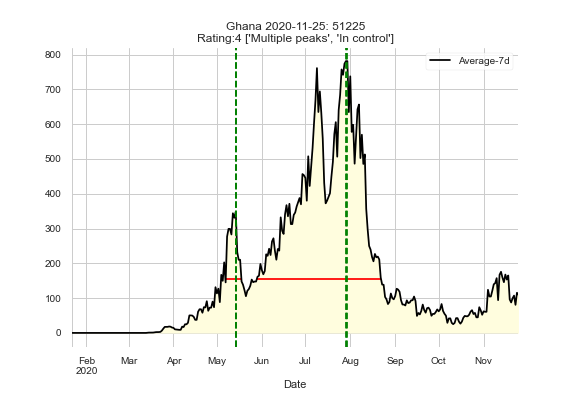 Ghana 2020-11-25: 51225
Rating:4 ['Multiple peaks', 'In control']
Average-7d
800
700
600
500
400
300
200
100
0
Feb Mar Apr May Jun Jul Aug Sep Oct Nov
2020
Date